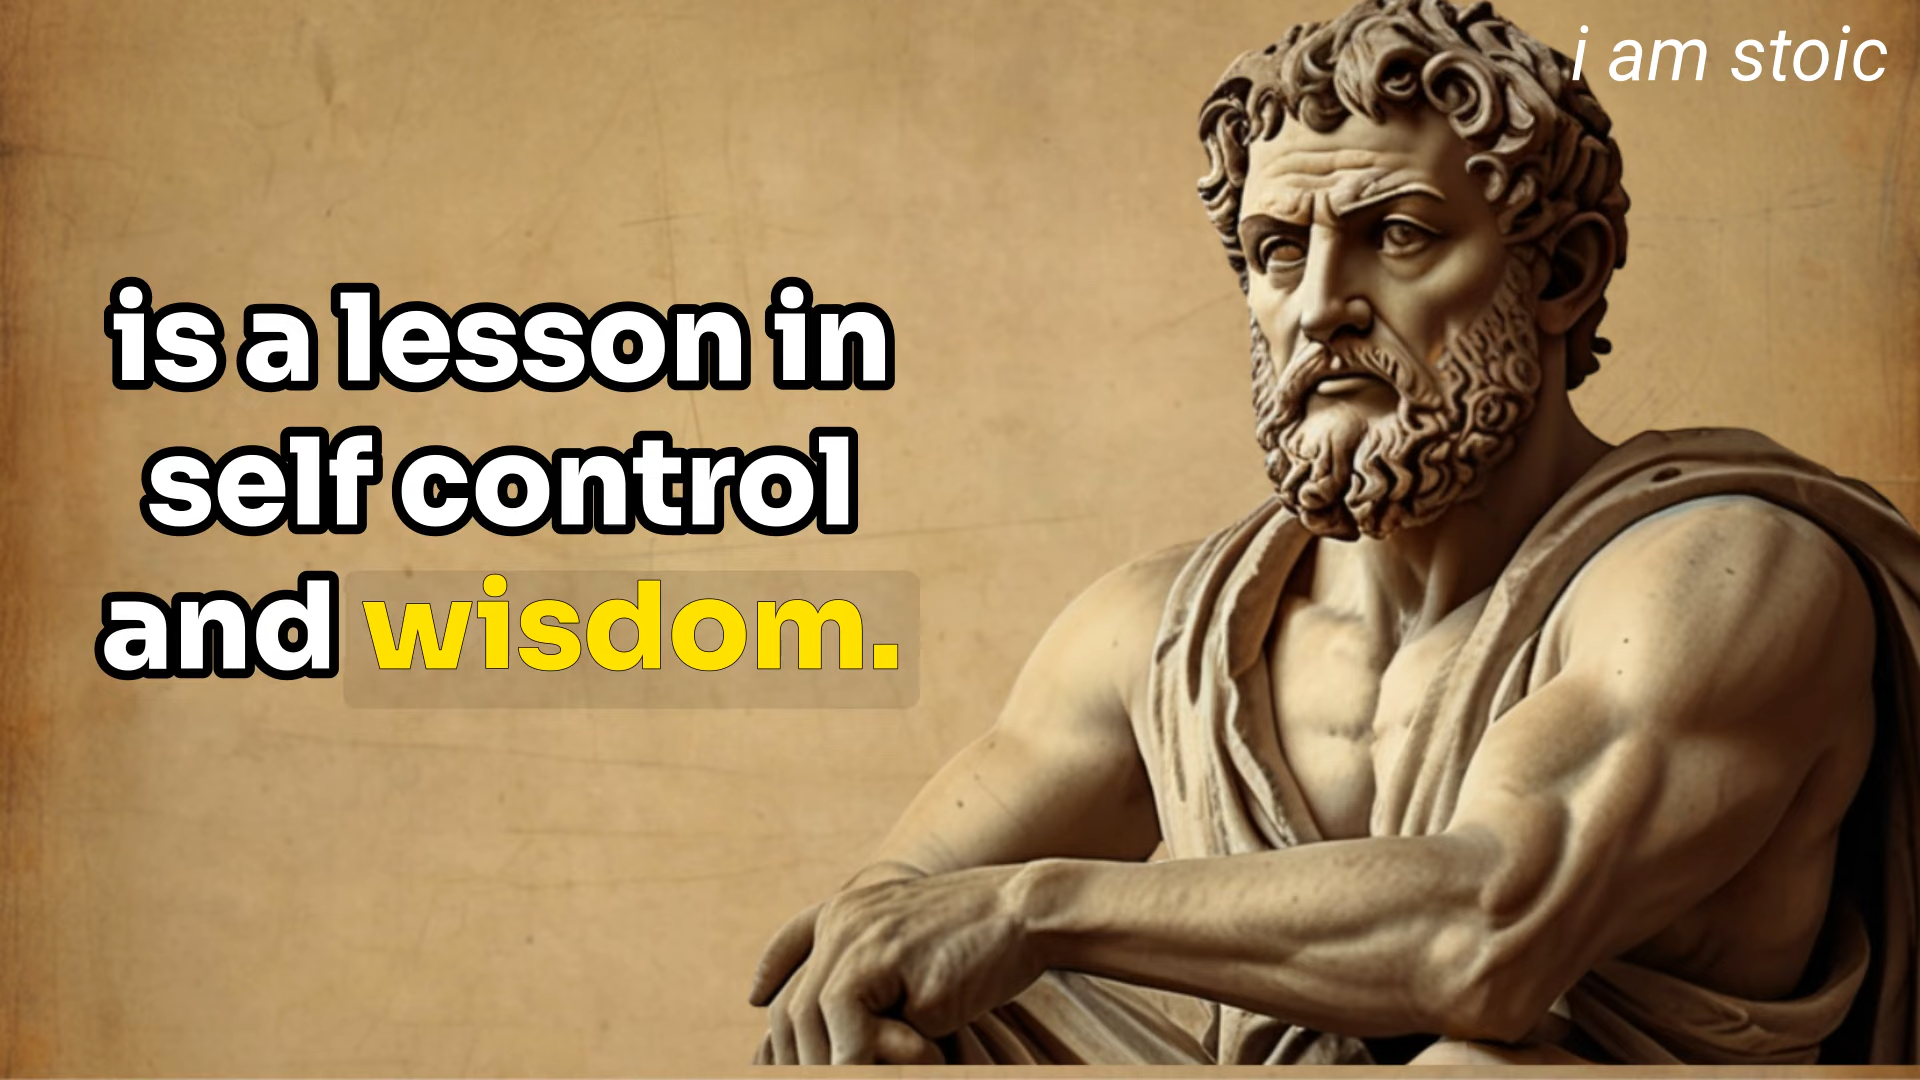 i am stoic
is a lesson in
self control
and wisdom.